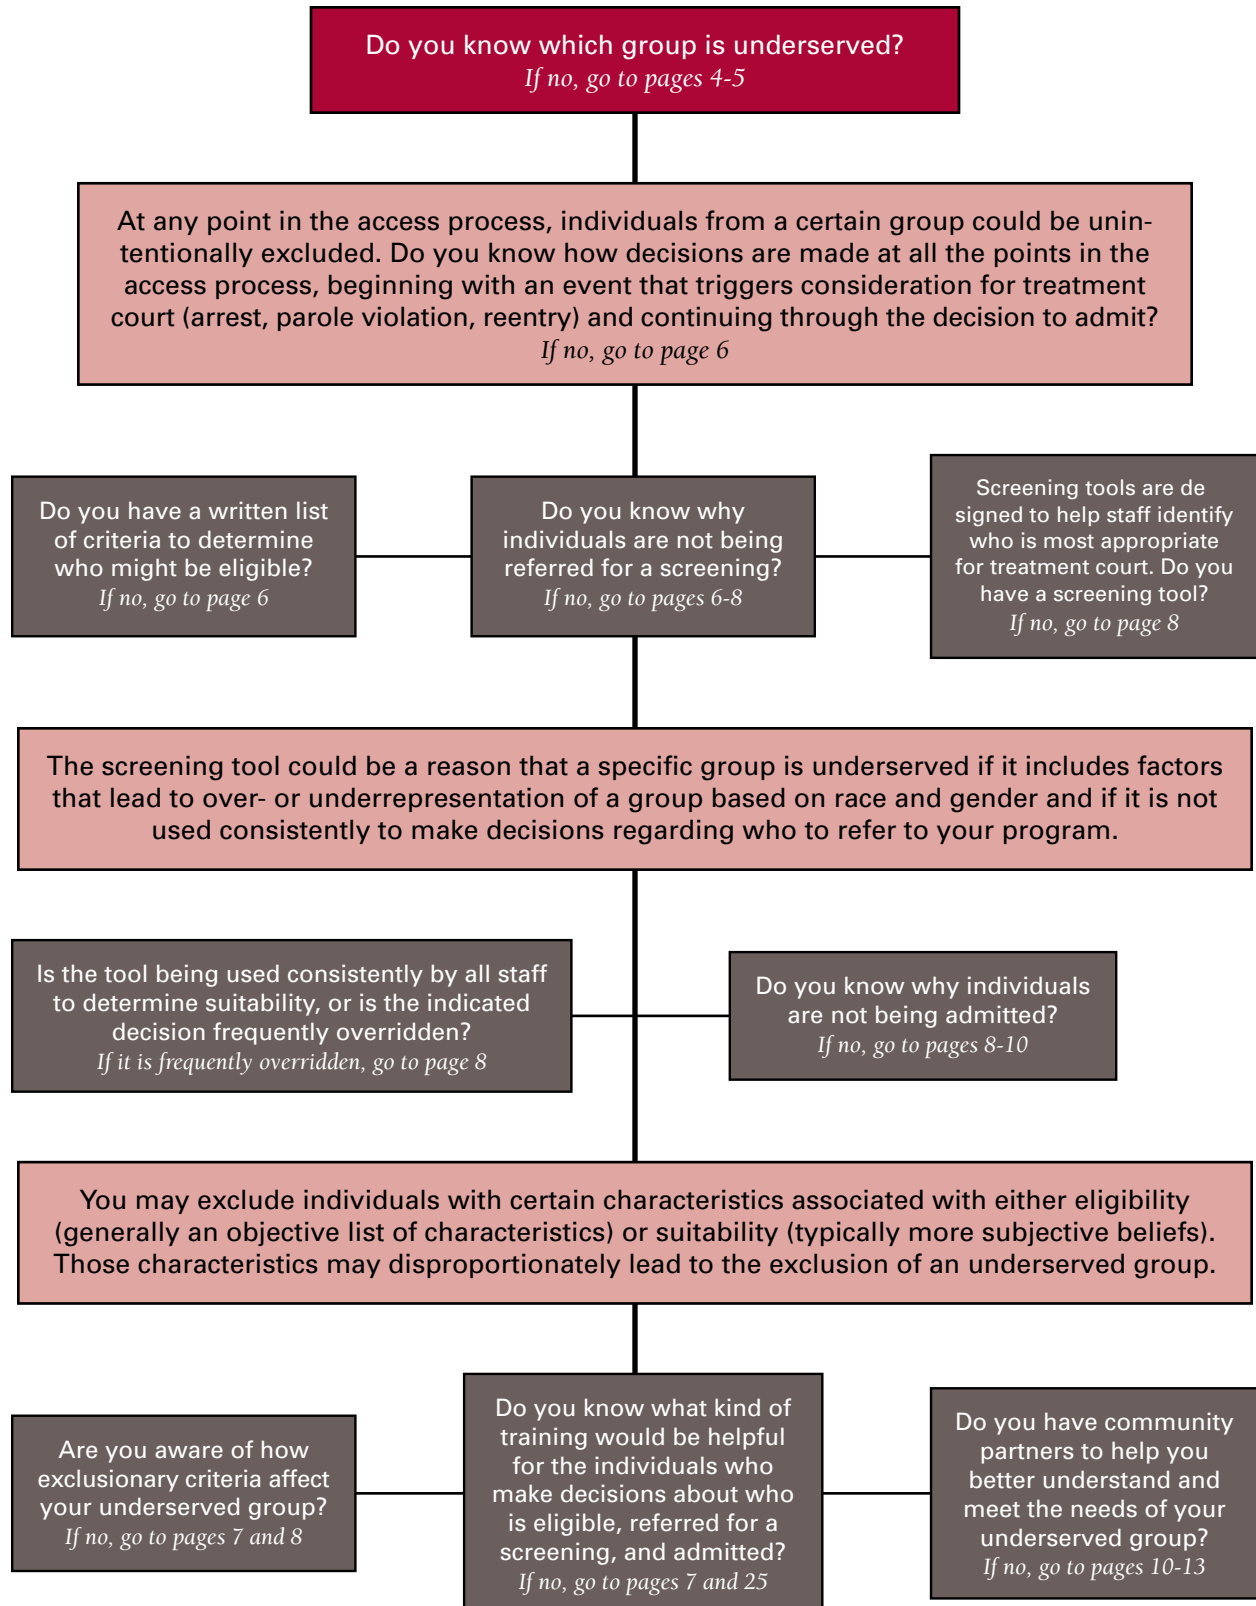 Do you know which group is underserved?
If no, go to pages 4-5
At any point in the access process, individuals from a certain group could be unin-
tentionally excluded. Do you know how decisions are made at all the points in the
access process, beginning with an event that triggers consideration for treatment
court (arrest, parole violation, reentry) and continuing through the decision to admit?
If no, go to page 6
Do you have a written list
of criteria to determine
who might be eligible?
If no, go to page 6
Do you know why
individuals are not being
referred for a screening?
If no, go to pages 6-8
Screening tools are de
signed to help staff identify
who is most appropriate
for treatment court. Do you
have a screening tool?
If no, go to page 8
The screening tool could be a reason that a specific group is underserved if it includes factors
that lead to over- or underrepresentation of a group based on race and gender and if it is not
used consistently to make decisions regarding who to refer to your program.
Is the tool being used consistently by all staff
to determine suitability, or is the indicated
decision frequently overridden?
If it is frequently overridden, go to page 8
Do you know why individuals
are not being admitted?
If no, go to pages 8-10
You may exclude individuals with certain characteristics associated with either eligibility
(generally an objective list of characteristics) or suitability (typically more subjective beliefs).
Those characteristics may disproportionately lead to the exclusion of an underserved group.
Are you aware of how
exclusionary criteria affect
your underserved group?
If no, go to pages 7 and 8
Do you know what kind of
training would be helpful
for the individuals who
make decisions about who
is eligible, referred for a
screening, and admitted?
If no, go to pages 7 and 25
Do you have community
partners to help you
better understand and
meet the needs of your
underserved group?
If no, go to pages 10-13